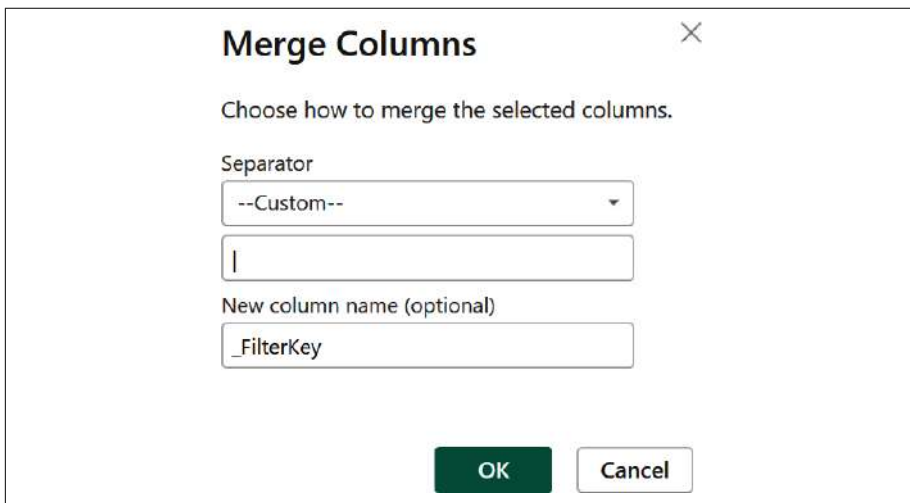 Merge Columns
Choose how to merge the selected columns.
Separator
--Custom--
|
New column name (optional)
_FilterKey
OK
Cancel